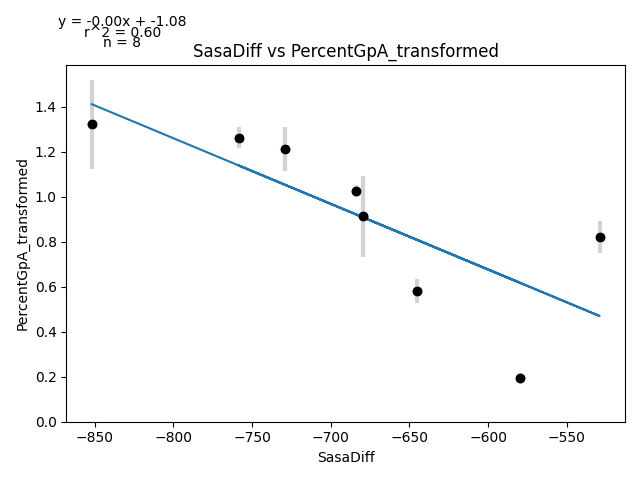 y = -0.00x + -1.08
r^2 = 0.60
n = 8
SasaDiff vs PercentGpA_transformed
PercentGpA_transformed
1.4
1.2
1.0
0.8
0.6
0.4
0.2
0.0
−850 −800 −750 −700 −650 −600 −550
SasaDiff